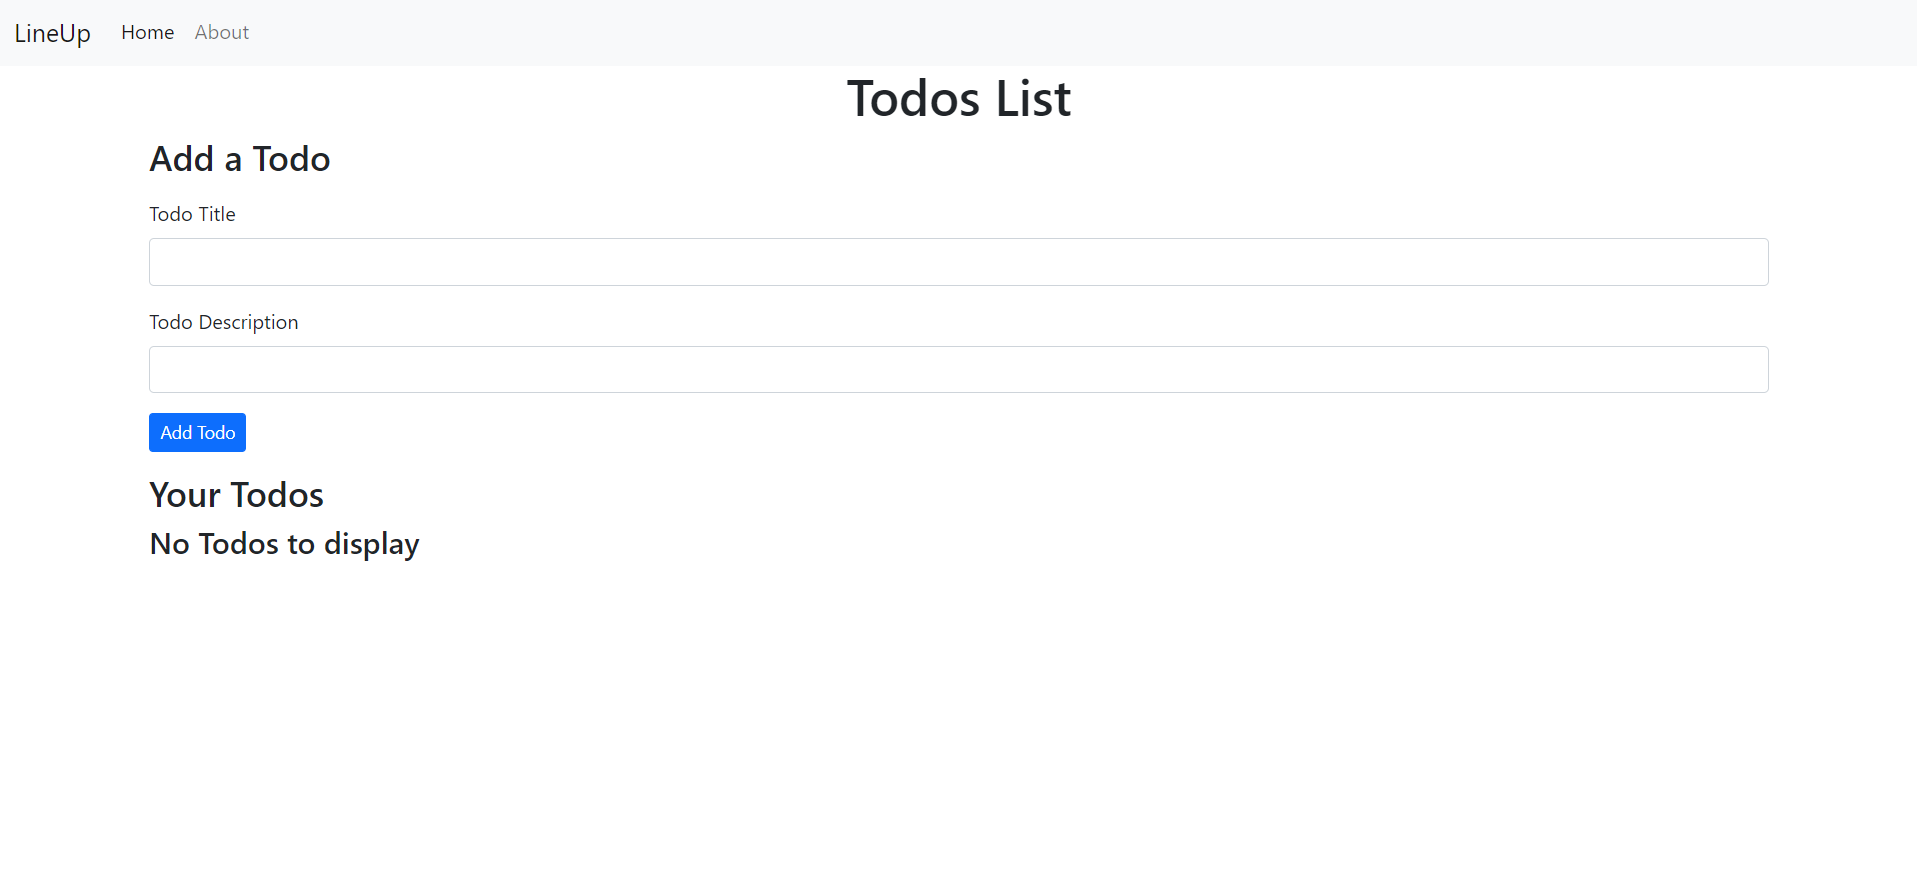 LineUp Home About
Todos List
Add a Todo
Todo Title
Todo Description
Add Todo
Your Todos
No Todos to display